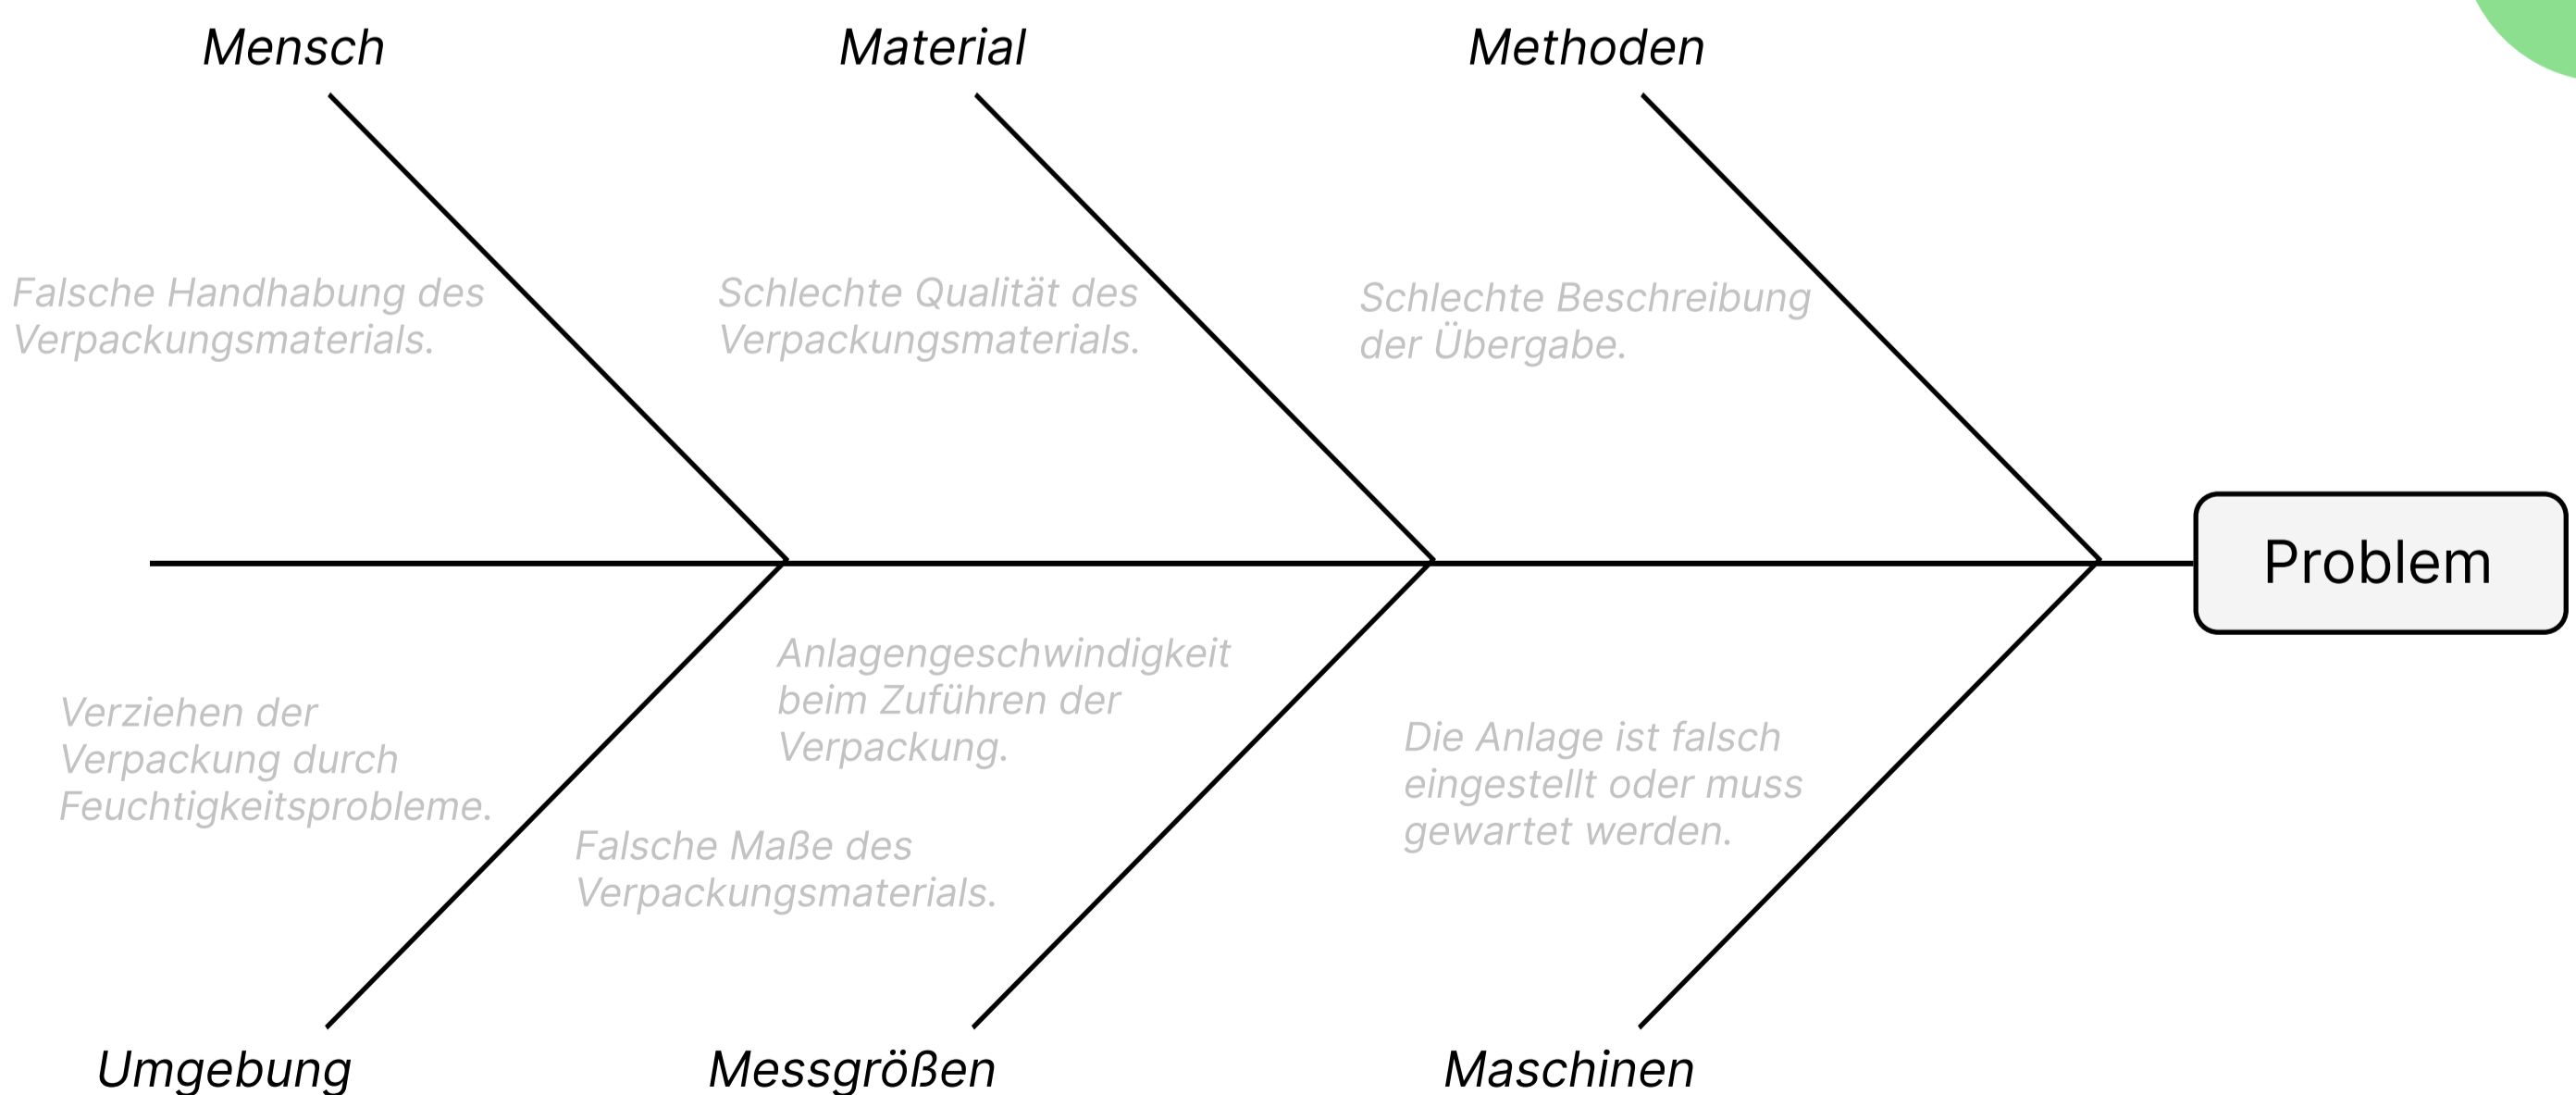 Mensch
Material
Methoden
Falsche Handhabung des
Verpackungsmaterials.
Schlechte Qualität des
Verpackungsmaterials.
Schlechte Beschreibung
der Übergabe.
Problem
Verziehen der
Verpackung durch
Feuchtigkeitsprobleme.
Anlagengeschwindigkeit
beim Zuführen der
Verpackung.
Falsche Maße des
Verpackungsmaterials.
Die Anlage ist falsch
eingestellt oder muss
gewartet werden.
Umgebung
Messgrößen
Maschinen